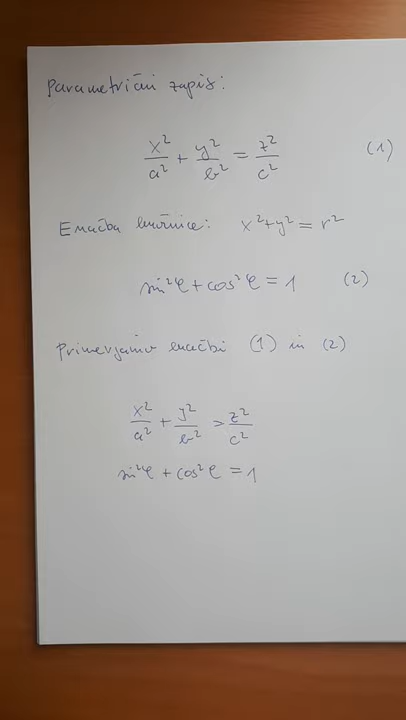 Parametrični zapis:
x²/a² + y²/b² = z²/c² (1)
Enačba krožnice: x²+y² = r²
sin²φ + cos²φ = 1 (2)
Primerjamo enačbi (1) in (2)
x²/a² + y²/b² = z²/c²
sin²φ + cos²φ = 1